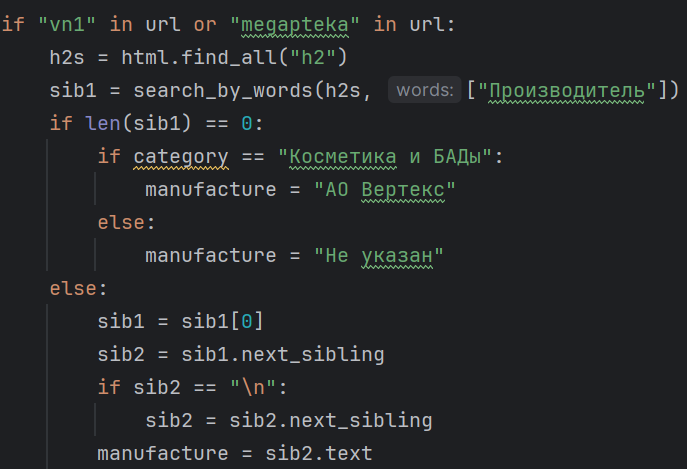 if "vn1" in url or "megapteka" in url:
    h2s = html.find_all("h2")
    sib1 = search_by_words(h2s, words: ["Производитель"])
    if len(sib1) == 0:
        if category == "Косметика и БАДы":
            manufacture = "АО Вертекс"
        else:
            manufacture = "Не указан"
    else:
        sib1 = sib1[0]
        sib2 = sib1.next_sibling
        if sib2 == "\n":
            sib2 = sib2.next_sibling
        manufacture = sib2.text